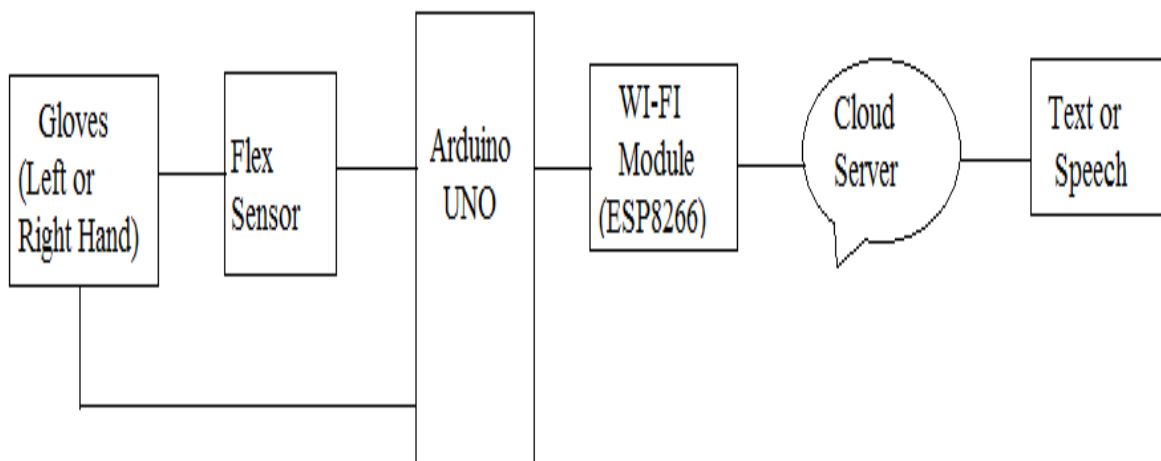 Gloves
(Left or
Right Hand)
Flex
Sensor
Arduino
UNO
WI-FI
Module
(ESP8266)
Cloud
Server
Text or
Speech